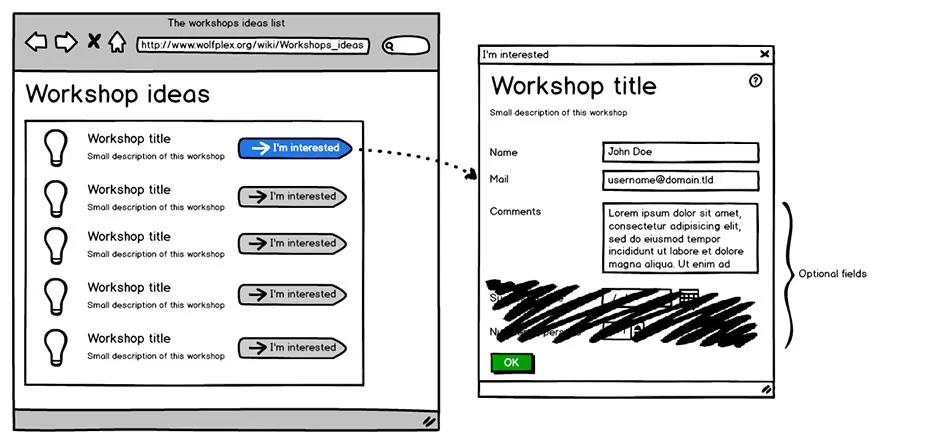 The workshops ideas list
http://www.wolfplex.org/wiki/Workshops_ideas
Workshop ideas
Workshop title
Small description of this workshop
I'm interested
Workshop title
Small description of this workshop
I'm interested
Workshop title
Small description of this workshop
I'm interested
Workshop title
Small description of this workshop
I'm interested
Workshop title
Small description of this workshop
I'm interested
I'm interested
Workshop title
?
Small description of this workshop
Name
John Doe
Mail
username@domain.tld
Comments
Lorem ipsum dolor sit amet,
consectetur adipisicing elit,
sed do eiusmod tempor
incididunt ut labore et dolore
magna aliqua. Ut enim ad
Optional fields
OK